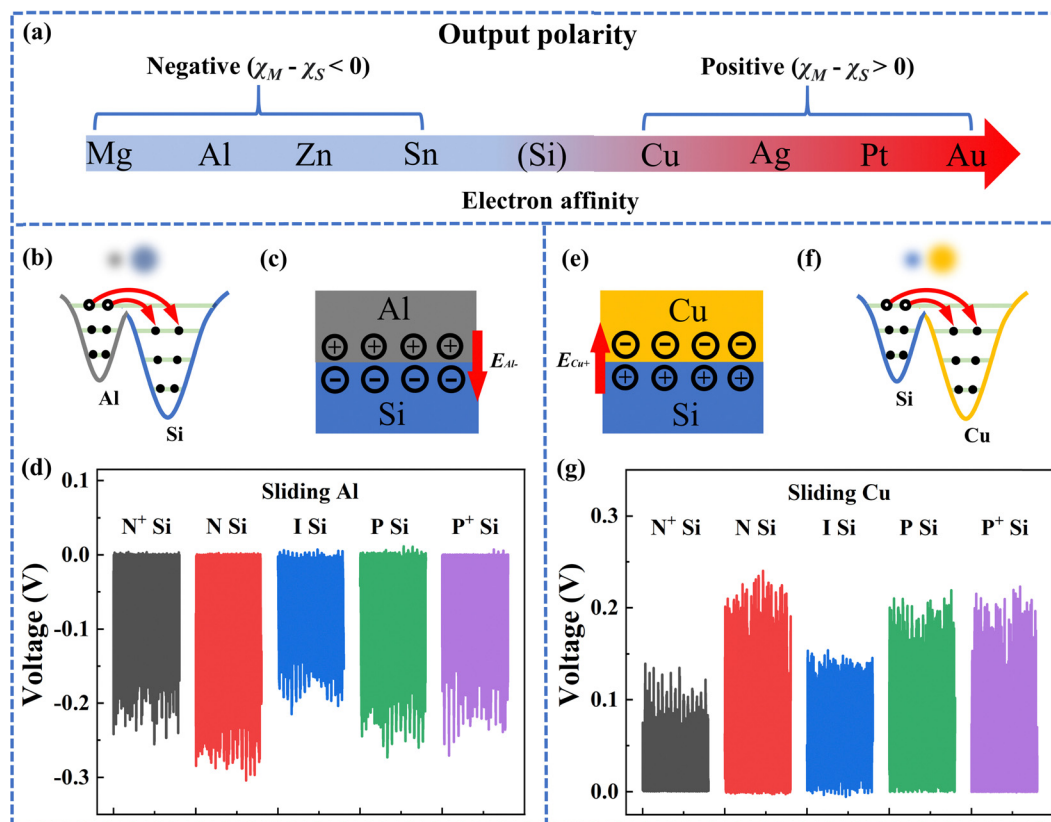 (a)
Output polarity
Negative (χM - χS < 0)
Positive (χM - χS > 0)
Mg Al Zn Sn (Si) Cu Ag Pt Au
Electron affinity
(b)
Al
Si
(c)
Al
+ + + +
- - - -
Si
EAl-
(e)
Cu
- - - -
+ + + +
Si
ECu+
(f)
Si
Cu
(d)
Sliding Al
N+ Si N Si I Si P Si P+ Si
Voltage (V)
0.1
0.0
-0.1
-0.2
-0.3
(g)
Sliding Cu
N+ Si N Si I Si P Si P+ Si
Voltage (V)
0.3
0.2
0.1
0.0